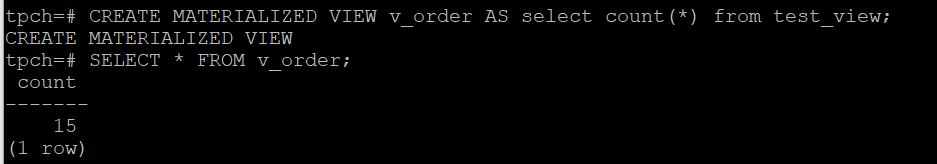 tpch=# CREATE MATERIALIZED VIEW v_order AS select count(*) from test_view;
CREATE MATERIALIZED VIEW
tpch=# SELECT * FROM v_order;
 count
-------
    15
(1 row)